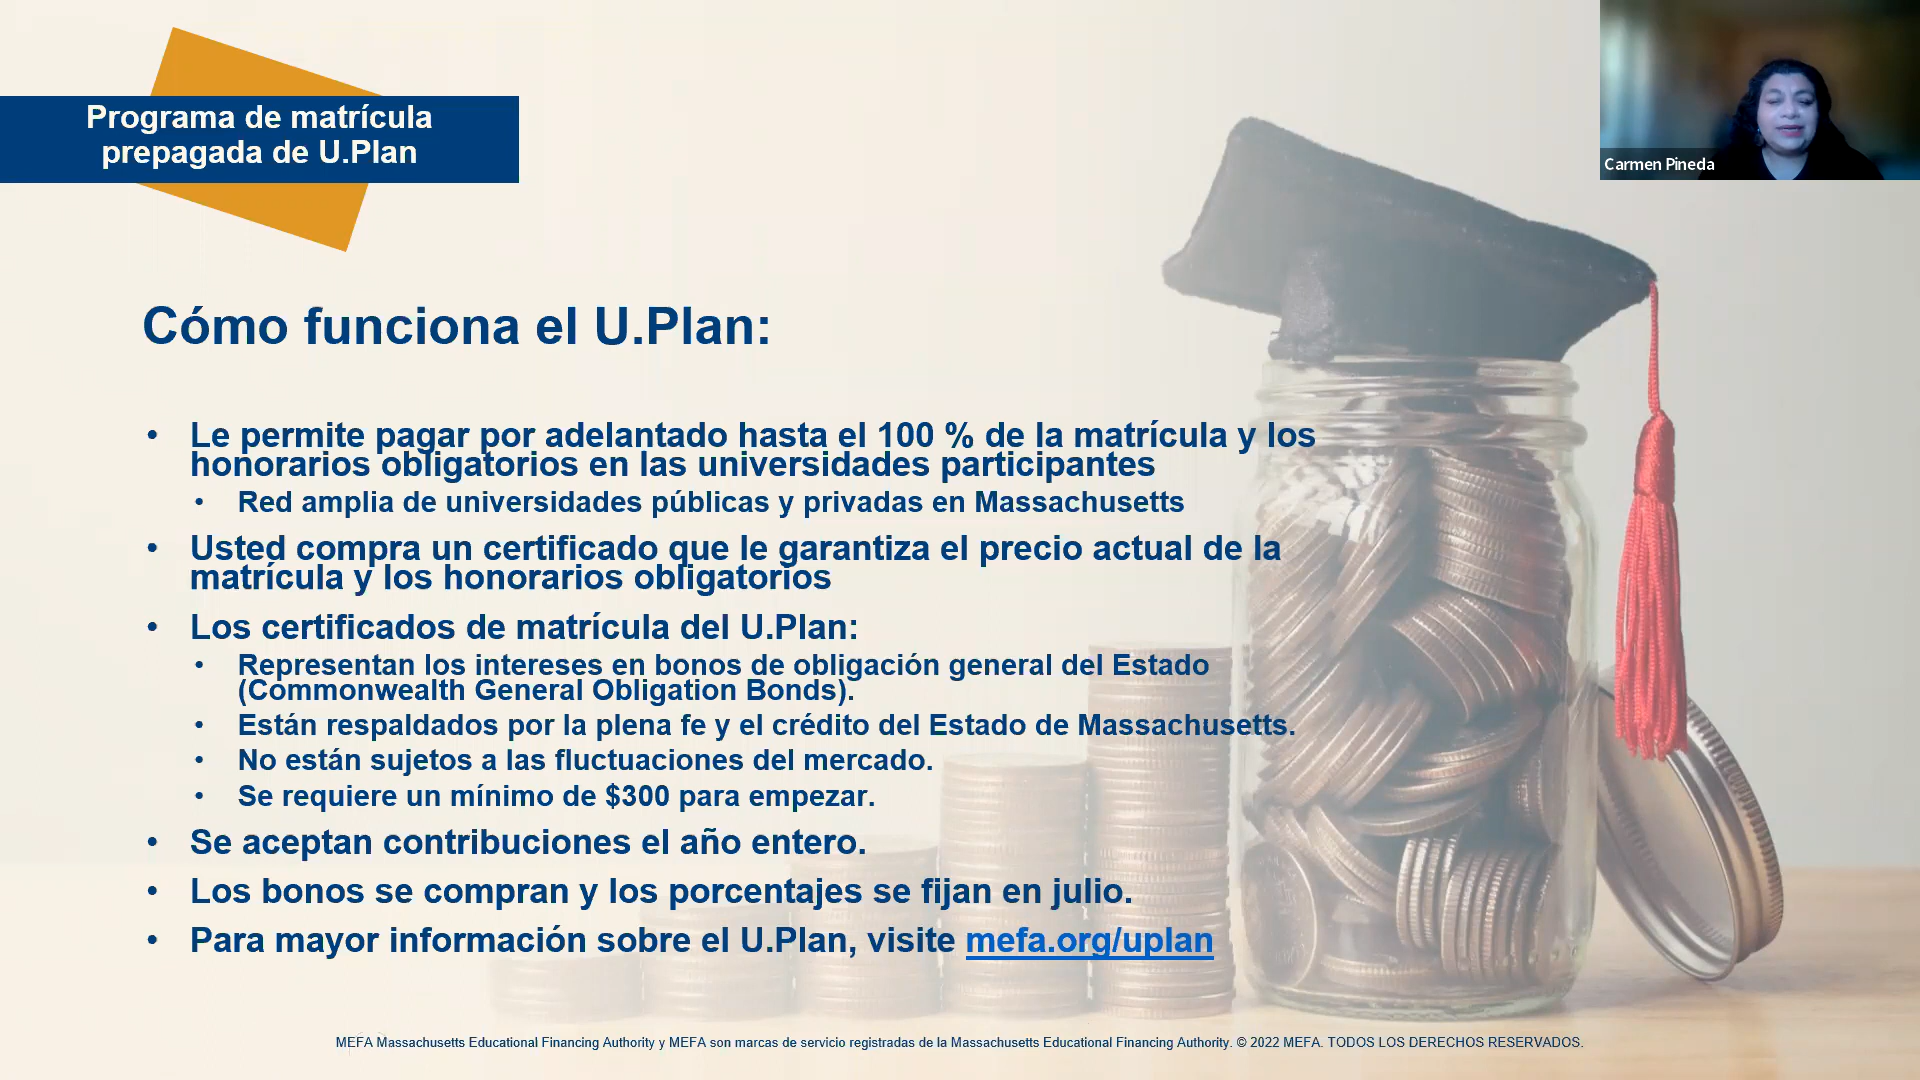 Programa de matrícula
prepagada de U.Plan
Carmen Pineda
Cómo funciona el U.Plan:
• Le permite pagar por adelantado hasta el 100 % de la matrícula y los
honorarios obligatorios en las universidades participantes
• Red amplia de universidades públicas y privadas en Massachusetts
• Usted compra un certificado que le garantiza el precio actual de la
matrícula y los honorarios obligatorios
• Los certificados de matrícula del U.Plan:
• Representan los intereses en bonos de obligación general del Estado
(Commonwealth General Obligation Bonds).
• Están respaldados por la plena fe y el crédito del Estado de Massachusetts.
• No están sujetos a las fluctuaciones del mercado.
• Se requiere un mínimo de $300 para empezar.
• Se aceptan contribuciones el año entero.
• Los bonos se compran y los porcentajes se fijan en julio.
• Para mayor información sobre el U.Plan, visite mefa.org/uplan
MEFA Massachusetts Educational Financing Authority y MEFA son marcas de servicio registradas de la Massachusetts Educational Financing Authority. © 2022 MEFA. TODOS LOS DERECHOS RESERVADOS.